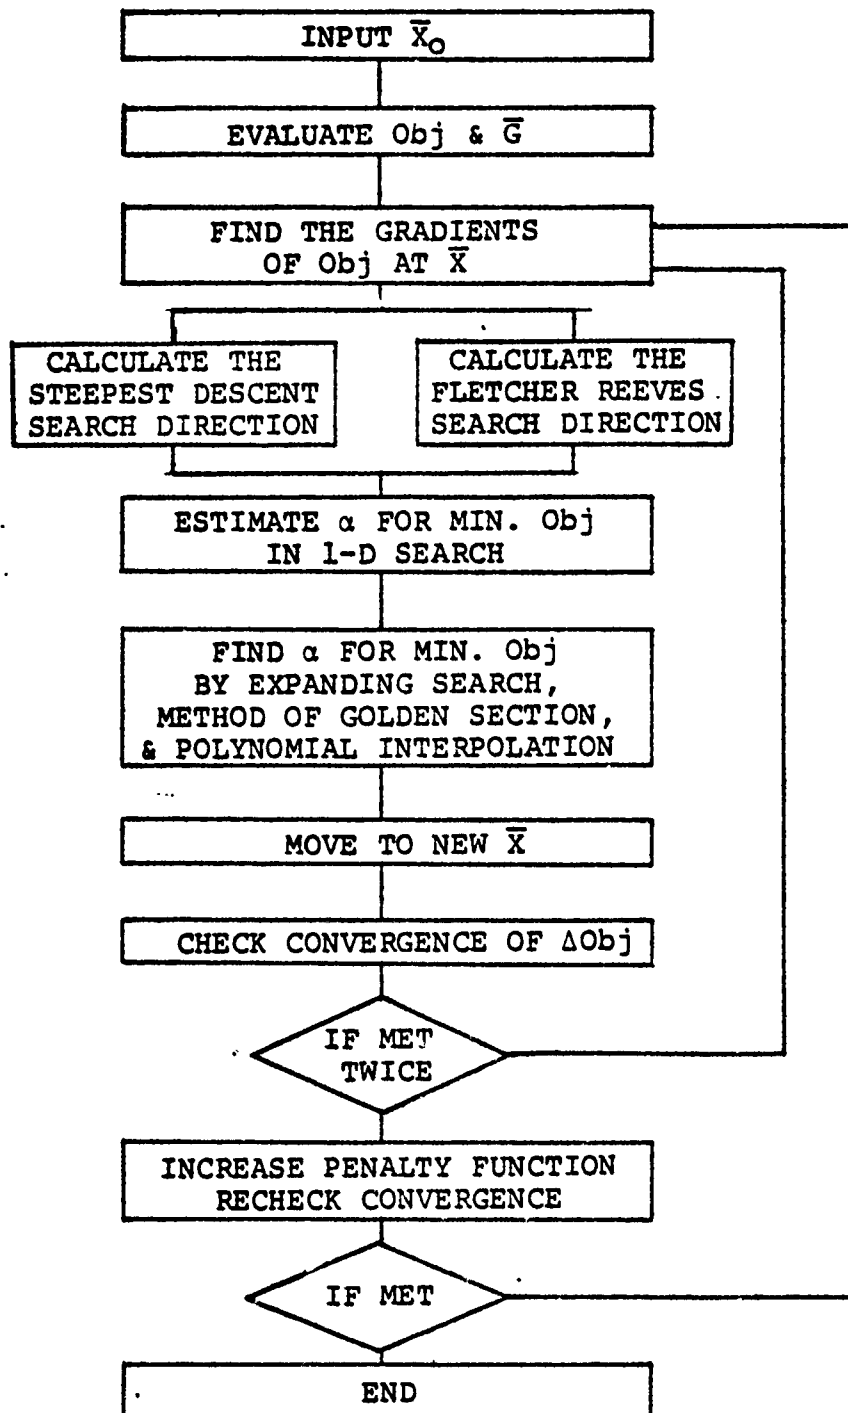 INPUT X̄₀
EVALUATE Obj & Ḡ
FIND THE GRADIENTS
OF Obj AT X̄
CALCULATE THE
STEEPEST DESCENT
SEARCH DIRECTION
CALCULATE THE
FLETCHER REEVES
SEARCH DIRECTION
ESTIMATE α FOR MIN. Obj
IN 1-D SEARCH
FIND α FOR MIN. Obj
BY EXPANDING SEARCH,
METHOD OF GOLDEN SECTION,
& POLYNOMIAL INTERPOLATION
MOVE TO NEW X̄
CHECK CONVERGENCE OF ΔObj
IF MET
TWICE
INCREASE PENALTY FUNCTION
RECHECK CONVERGENCE
IF MET
END